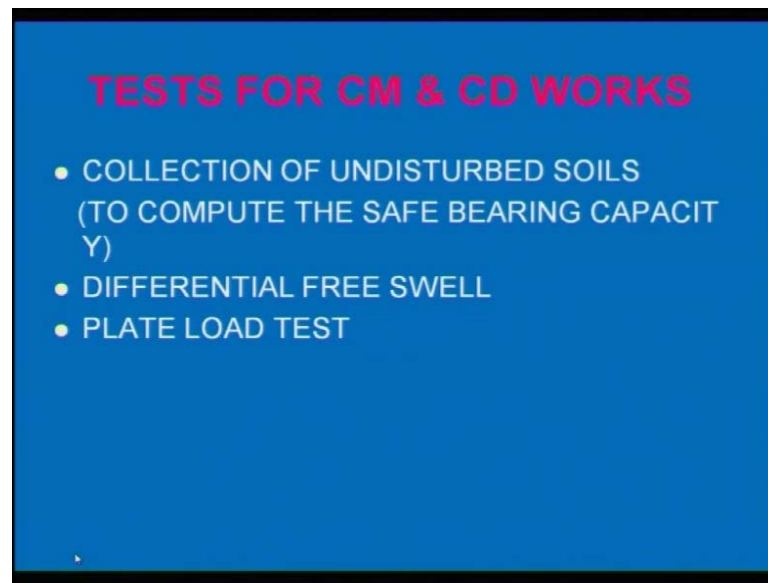 TESTS FOR CM & CD WORKS
• COLLECTION OF UNDISTURBED SOILS
(TO COMPUTE THE SAFE BEARING CAPACIT
Y)
• DIFFERENTIAL FREE SWELL
• PLATE LOAD TEST